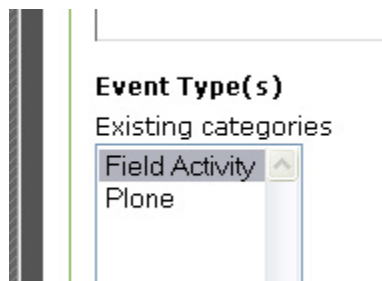 Event Type(s)
Existing categories
Field Activity
Plone